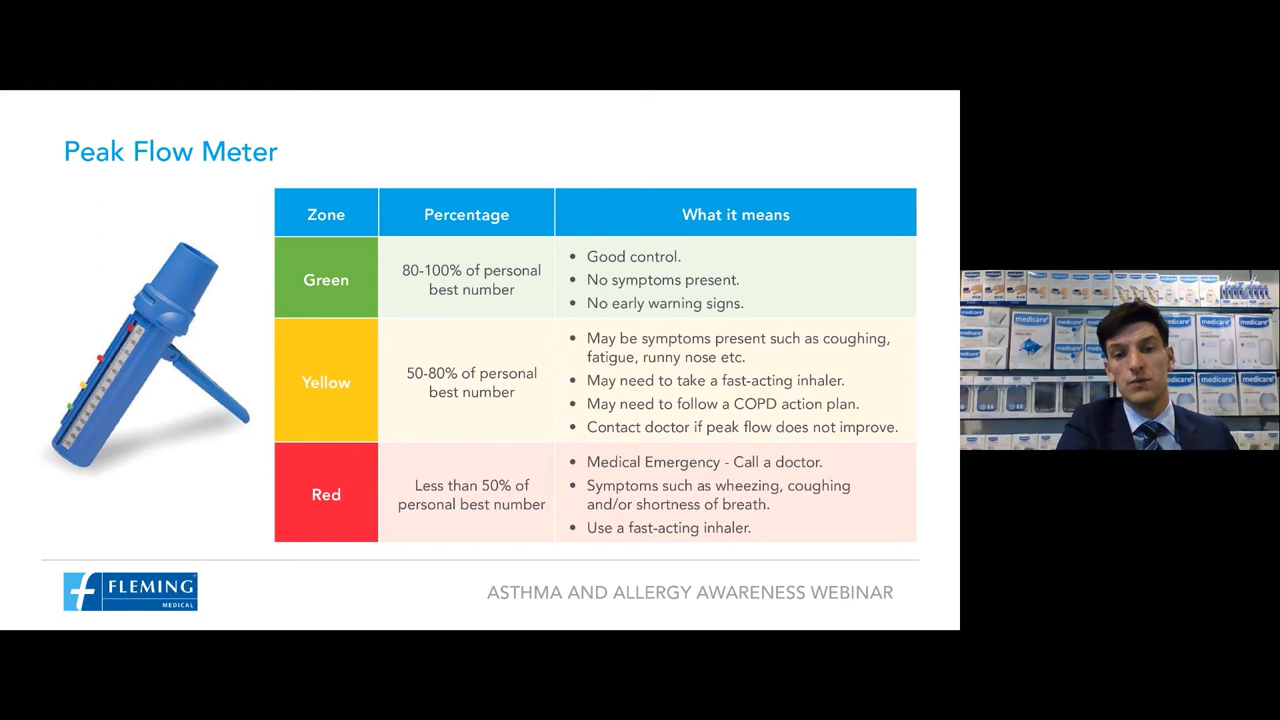 Peak Flow Meter
Zone
Percentage
What it means
Green
80-100% of personal
best number
• Good control.
• No symptoms present.
• No early warning signs.
Yellow
50-80% of personal
best number
• May be symptoms present such as coughing,
fatigue, runny nose etc.
• May need to take a fast-acting inhaler.
• May need to follow a COPD action plan.
• Contact doctor if peak flow does not improve.
Red
Less than 50% of
personal best number
• Medical Emergency - Call a doctor.
• Symptoms such as wheezing, coughing
and/or shortness of breath.
• Use a fast-acting inhaler.
FLEMING
MEDICAL
ASTHMA AND ALLERGY AWARENESS WEBINAR
medicare
medicare
medicare
medicare
medicare